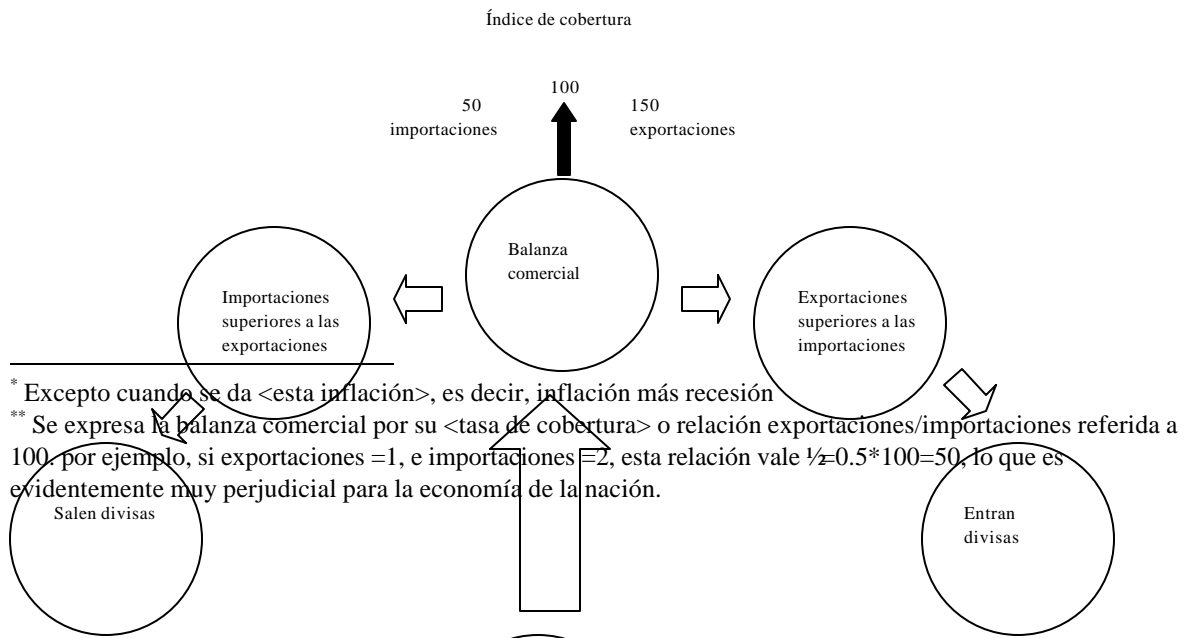 Índice de cobertura
100
50
importaciones
150
exportaciones
Balanza
comercial
Importaciones
superiores a las
exportaciones
Exportaciones
superiores a las
importaciones
* Excepto cuando se da <esta inflación>, es decir, inflación más recesión
** Se expresa la balanza comercial por su <tasa de cobertura> o relación exportaciones/importaciones referida a
100. por ejemplo, si exportaciones =1, e importaciones =2, esta relación vale ½=0.5*100=50, lo que es
evidentemente muy perjudicial para la economía de la nación.
Salen divisas
Entran
divisas